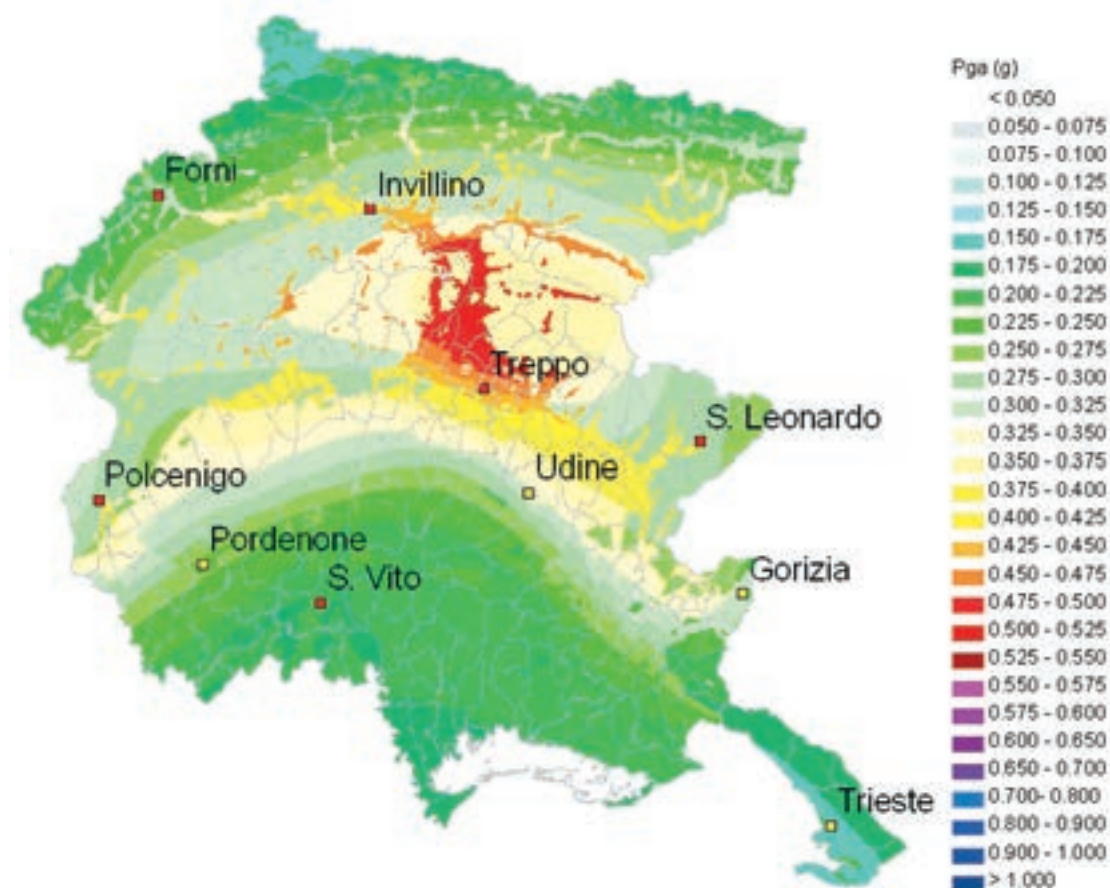 Forni
Invillino
Treppo
S. Leonardo
Udine
Polcenigo
Pordenone
S. Vito
Gorizia
Trieste
Pga (g)
< 0.050
0.050 - 0.075
0.075 - 0.100
0.100 - 0.125
0.125 - 0.150
0.150 - 0.175
0.175 - 0.200
0.200 - 0.225
0.225 - 0.250
0.250 - 0.275
0.275 - 0.300
0.300 - 0.325
0.325 - 0.350
0.350 - 0.375
0.375 - 0.400
0.400 - 0.425
0.425 - 0.450
0.450 - 0.475
0.475 - 0.500
0.500 - 0.525
0.525 - 0.550
0.550 - 0.575
0.575 - 0.600
0.600 - 0.650
0.650 - 0.700
0.700- 0.800
0.800 - 0.900
0.900 - 1.000
> 1.000